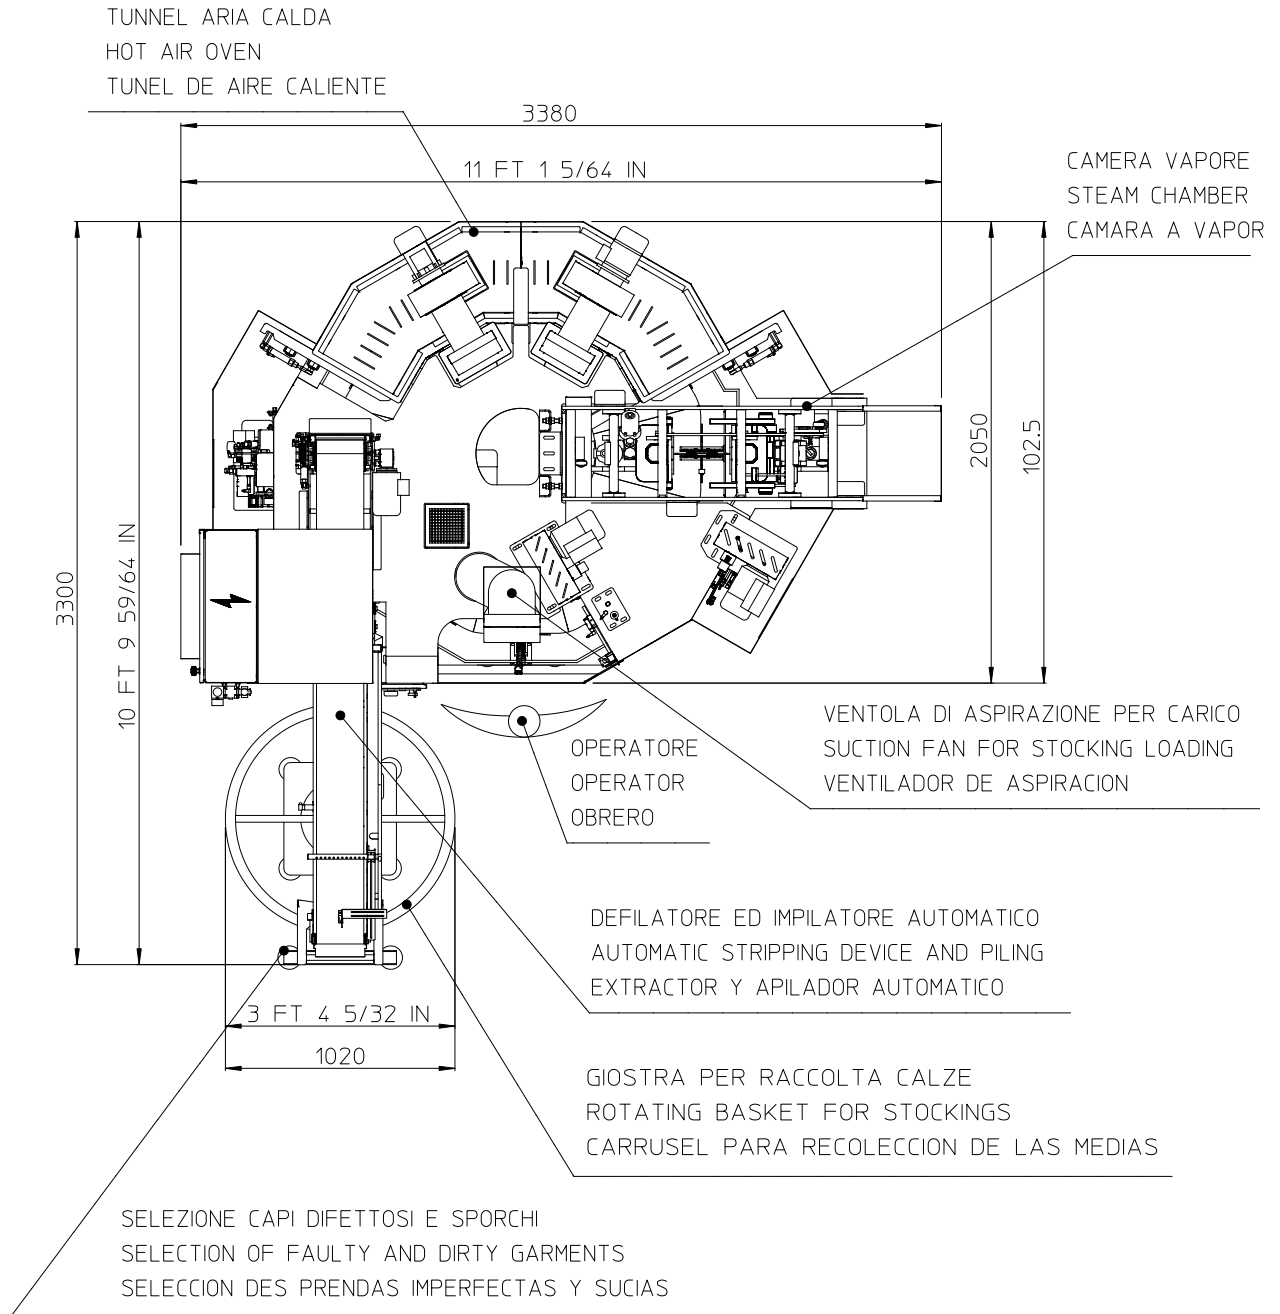 TUNNEL ARIA CALDA
HOT AIR OVEN
TUNEL DE AIRE CALIENTE
3380
11 FT 1 5/64 IN
CAMERA VAPORE
STEAM CHAMBER
CAMARA A VAPOR
2050
102.5
3300
10 FT 9 59/64 IN
VENTOLA DI ASPIRAZIONE PER CARICO
SUCTION FAN FOR STOCKING LOADING
VENTILADOR DE ASPIRACION
OPERATORE
OPERATOR
OBRERO
DEFILATORE ED IMPILATORE AUTOMATICO
AUTOMATIC STRIPPING DEVICE AND PILING
EXTRACTOR Y APILADOR AUTOMATICO
3 FT 4 5/32 IN
1020
GIOSTRA PER RACCOLTA CALZE
ROTATING BASKET FOR STOCKINGS
CARRUSEL PARA RECOLECCION DE LAS MEDIAS
SELEZIONE CAPI DIFETTOSI E SPORCHI
SELECTION OF FAULTY AND DIRTY GARMENTS
SELECCION DES PRENDAS IMPERFECTAS Y SUCIAS